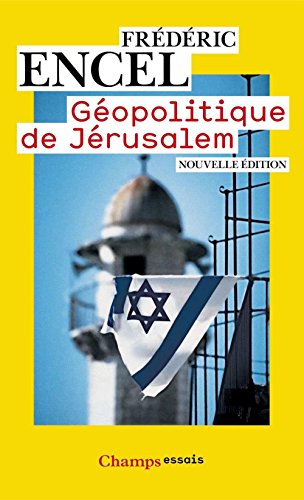 FRÉDÉRIC
ENCEL
Géopolitique
de Jérusalem
NOUVELLE ÉDITION
Champs essais